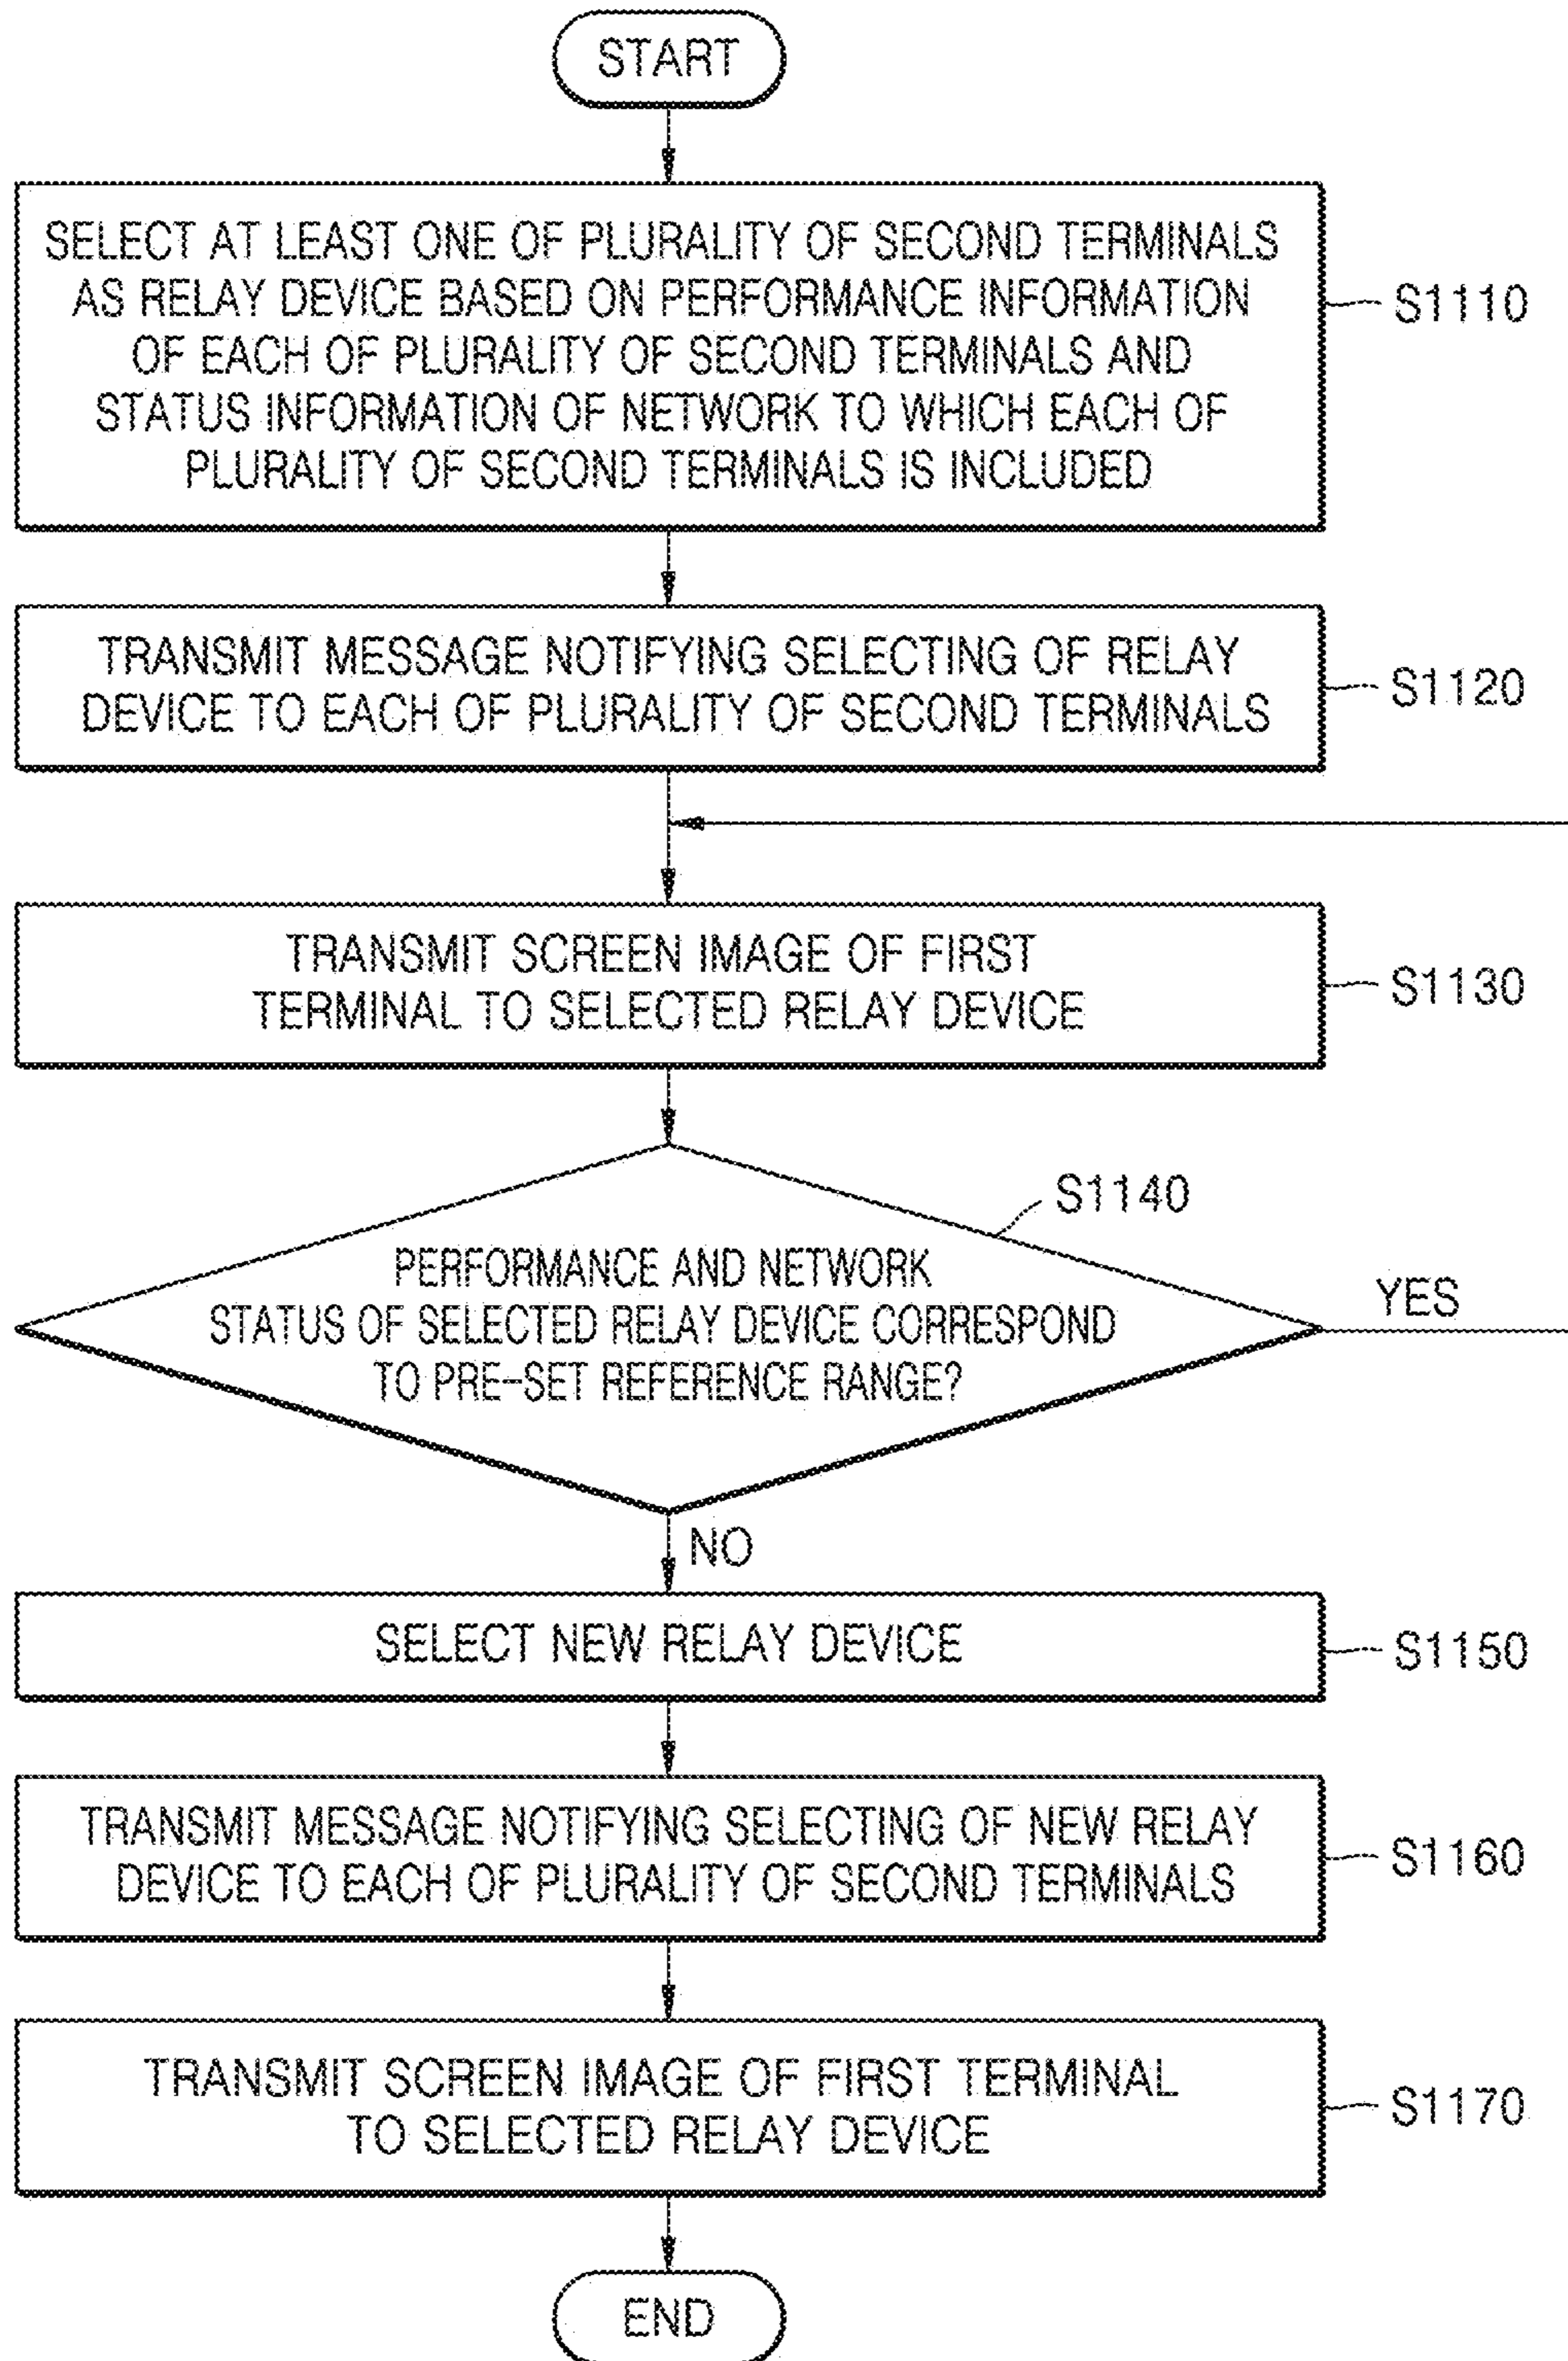 START
SELECT AT LEAST ONE OF PLURALITY OF SECOND TERMINALS
AS RELAY DEVICE BASED ON PERFORMANCE INFORMATION
OF EACH OF PLURALITY OF SECOND TERMINALS AND
STATUS INFORMATION OF NETWORK TO WHICH EACH OF
PLURALITY OF SECOND TERMINALS IS INCLUDED
S1110
TRANSMIT MESSAGE NOTIFYING SELECTING OF RELAY
DEVICE TO EACH OF PLURALITY OF SECOND TERMINALS
S1120
TRANSMIT SCREEN IMAGE OF FIRST
TERMINAL TO SELECTED RELAY DEVICE
S1130
S1140
PERFORMANCE AND NETWORK
STATUS OF SELECTED RELAY DEVICE CORRESPOND
TO PRE-SET REFERENCE RANGE?
YES
NO
SELECT NEW RELAY DEVICE
S1150
TRANSMIT MESSAGE NOTIFYING SELECTING OF NEW RELAY
DEVICE TO EACH OF PLURALITY OF SECOND TERMINALS
S1160
TRANSMIT SCREEN IMAGE OF FIRST TERMINAL
TO SELECTED RELAY DEVICE
S1170
END